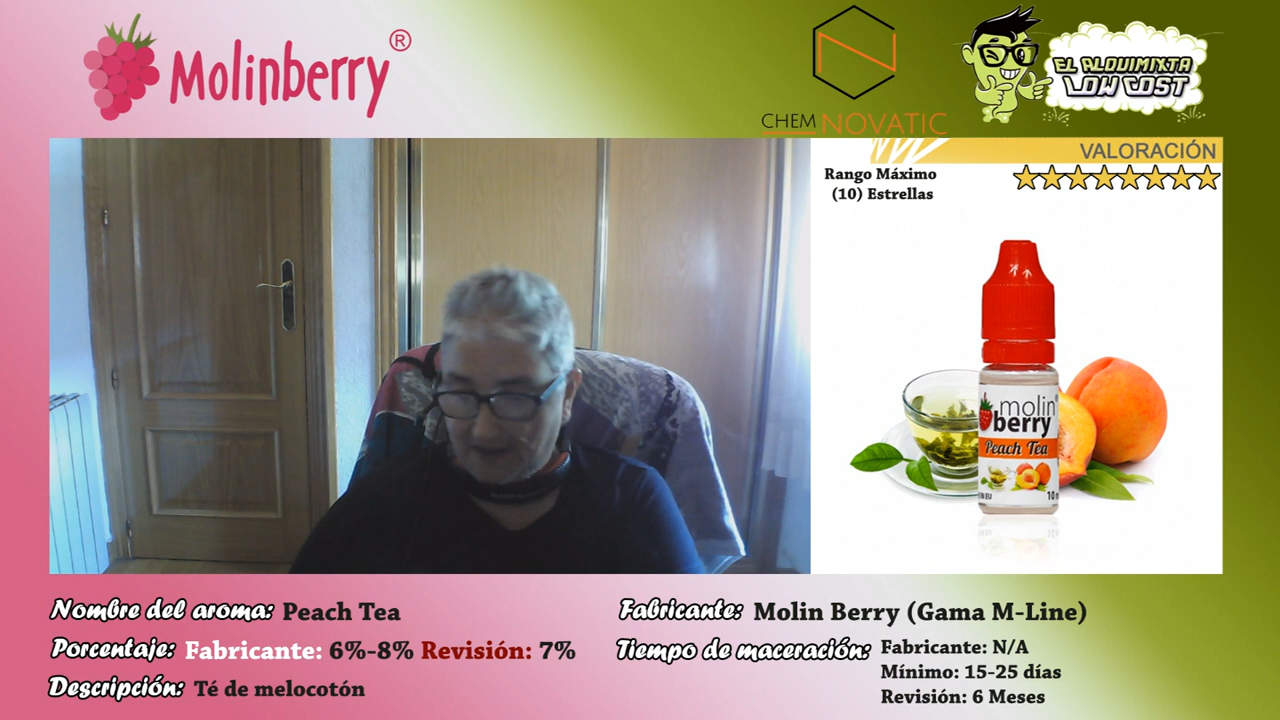 Molinberry®
CHEM NOVATIC
EL ALQUIMIXTA
LOW COST
VALORACIÓN
Rango Máximo
(10) Estrellas
molin
berry
Peach Tea
Nombre del aroma: Peach Tea
Porcentaje: Fabricante: 6%-8% Revisión: 7%
Descripción: Té de melocotón
Fabricante: Molin Berry (Gama M-Line)
Tiempo de maceración: Fabricante: N/A
Mínimo: 15-25 días
Revisión: 6 Meses